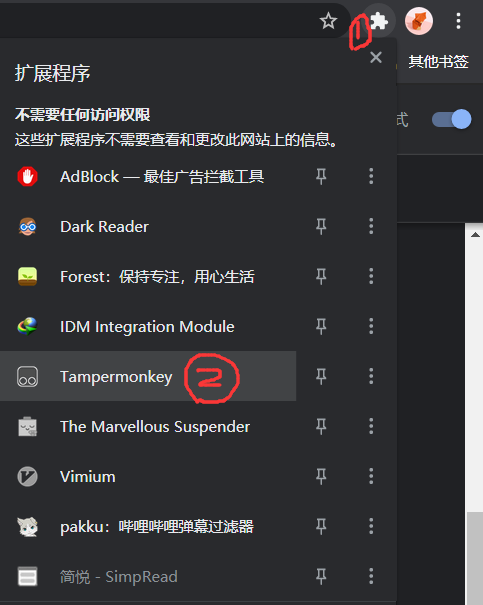 1
其他书签
扩展程序
式
不需要任何访问权限
这些扩展程序不需要查看和更改此网站上的信息。
AdBlock — 最佳广告拦截工具
Dark Reader
Forest：保持专注，用心生活
IDM Integration Module
Tampermonkey 2
The Marvellous Suspender
Vimium
pakku：哔哩哔哩弹幕过滤器
简悦 - SimpRead